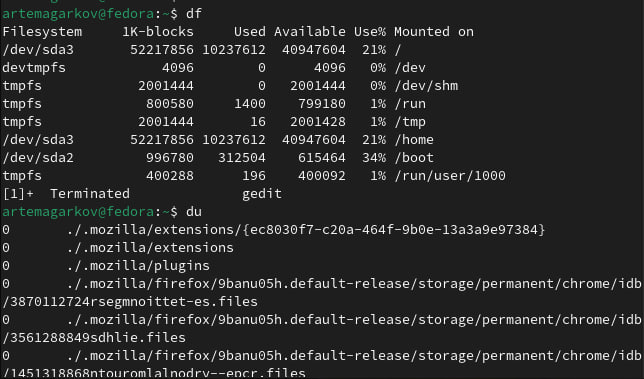 artemagarkov@fedora:~$ df
Filesystem     1K-blocks     Used Available Use% Mounted on
/dev/sda3       52217856 10237612  40947604  21% /
devtmpfs            4096        0      4096   0% /dev
tmpfs            2001444        0   2001444   0% /dev/shm
tmpfs             800580     1400    799180   1% /run
tmpfs            2001444       16   2001428   1% /tmp
/dev/sda3       52217856 10237612  40947604  21% /home
/dev/sda2         996780   312504    615464  34% /boot
tmpfs             400288      196    400092   1% /run/user/1000
[1]+  Terminated              gedit
artemagarkov@fedora:~$ du
0       ./.mozilla/extensions/{ec8030f7-c20a-464f-9b0e-13a3a9e97384}
0       ./.mozilla/extensions
0       ./.mozilla/plugins
0       ./.mozilla/firefox/9banu05h.default-release/storage/permanent/chrome/idb
/3870112724rsegmnoittet-es.files
0       ./.mozilla/firefox/9banu05h.default-release/storage/permanent/chrome/idb
/3561288849sdhlie.files
0       ./.mozilla/firefox/9banu05h.default-release/storage/permanent/chrome/idb
/1451318868ntouromlalnodry--epcr.files